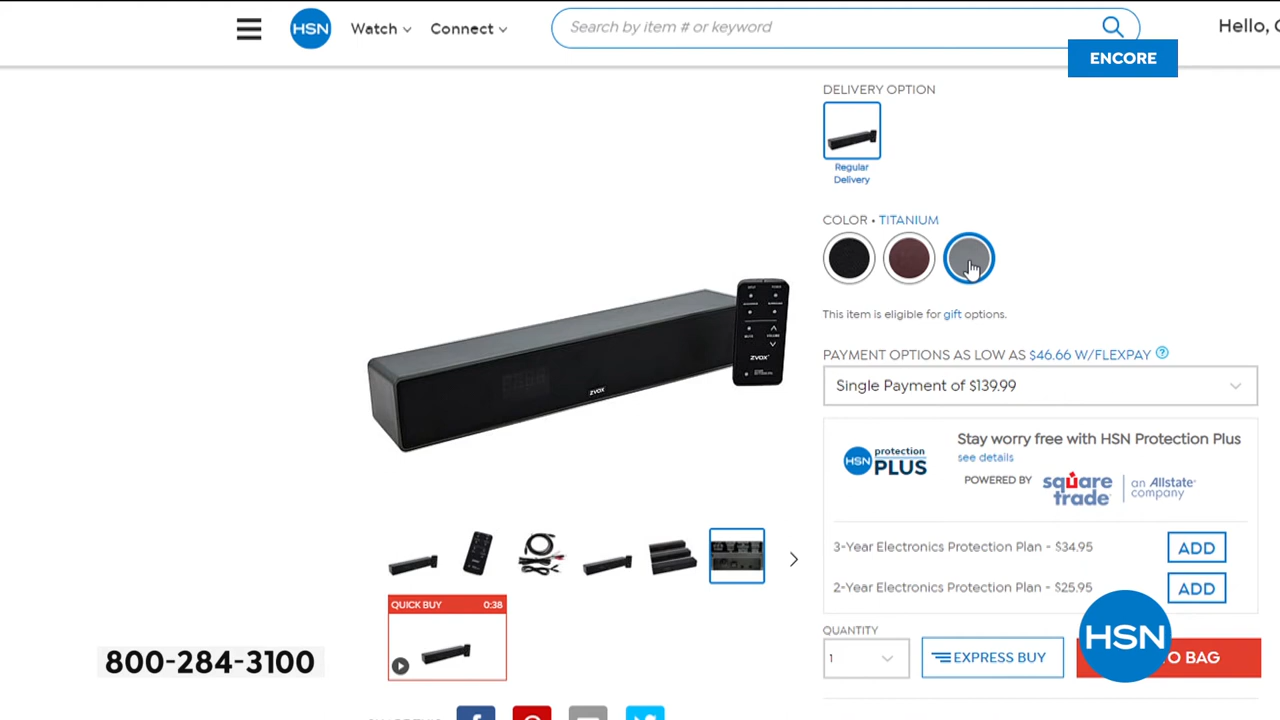 HSN
Watch
Connect
Search by item # or keyword
Hello,
ENCORE
DELIVERY OPTION
Regular
Delivery
COLOR • TITANIUM
This item is eligible for gift options.
PAYMENT OPTIONS AS LOW AS $46.66 W/FLEXPAY ?
Single Payment of $139.99
ZVOX
ZVOX
HSN protection PLUS
Stay worry free with HSN Protection Plus
see details
POWERED BY square trade | an Allstate company
3-Year Electronics Protection Plan - $34.95
ADD
2-Year Electronics Protection Plan - $25.95
ADD
QUICK BUY 0:38
QUANTITY
1
EXPRESS BUY
O BAG
HSN
800-284-3100